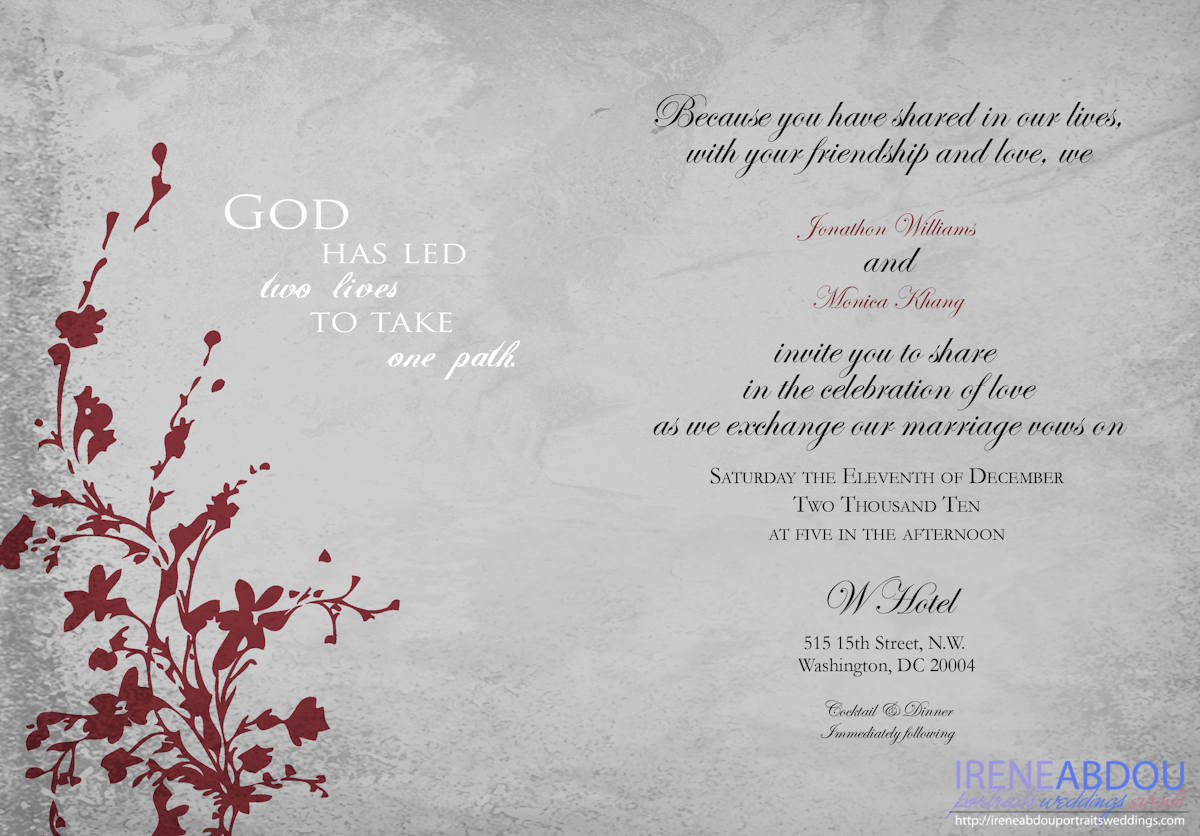 GOD
HAS LED
two lives
TO TAKE
one path.
Because you have shared in our lives,
with your friendship and love, we
Jonathon Williams
and
Monica Khang
invite you to share
in the celebration of love
as we exchange our marriage vows on
SATURDAY THE ELEVENTH OF DECEMBER
TWO THOUSAND TEN
AT FIVE IN THE AFTERNOON
W Hotel
515 15th Street, N.W.
Washington, DC 20004
Cocktail & Dinner
Immediately following
IRENEABDOU
portraits weddings
http://ireneabdouportraitsweddings.com